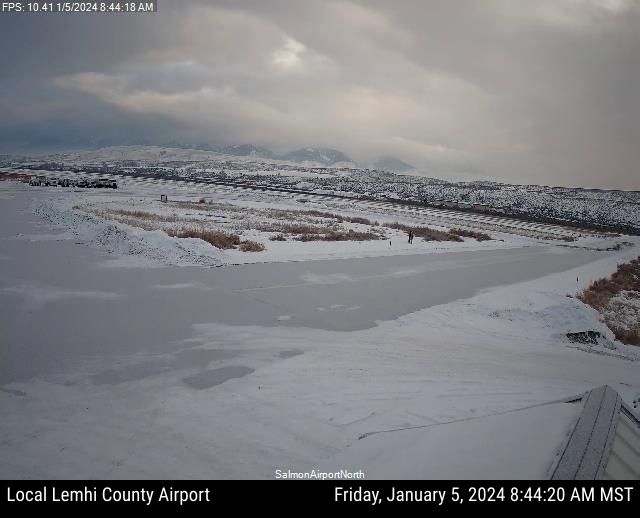 FPS: 10.41 1/5/2024 8:44:18 AM
SalmonAirportNorth
Local Lemhi County Airport Friday, January 5, 2024 8:44:20 AM MST